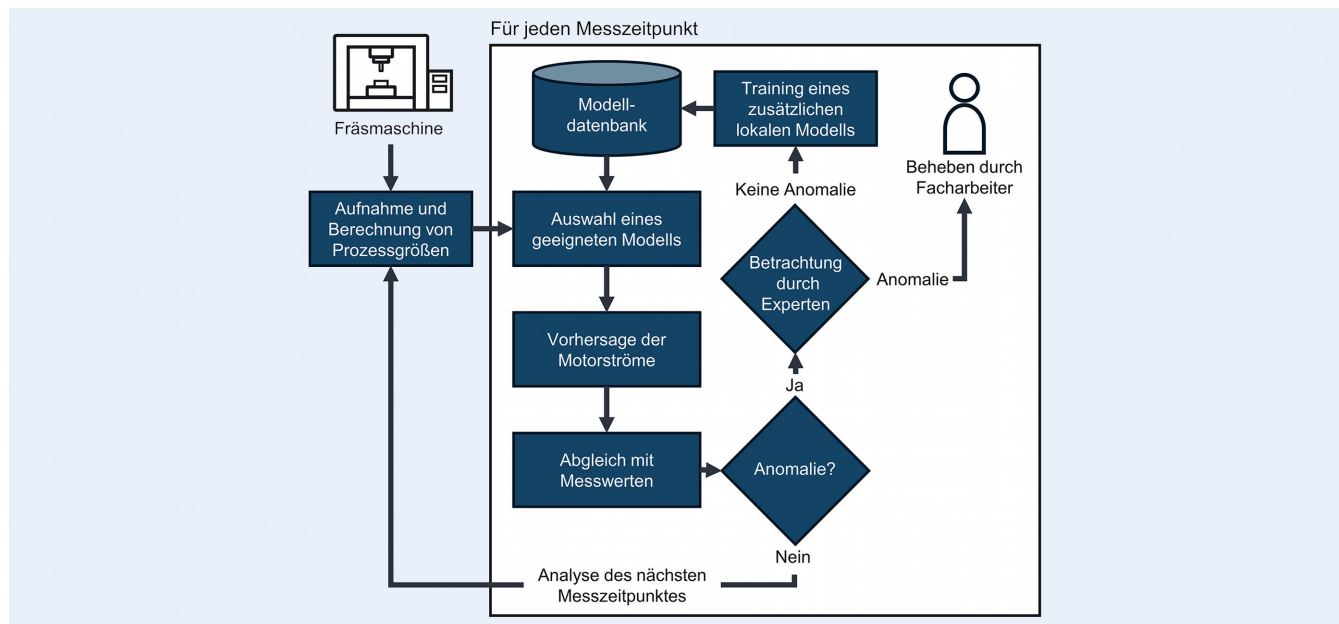 Für jeden Messzeitpunkt
Fräsmaschine
Aufnahme und
Berechnung von
Prozessgrößen
Modell-
datenbank
Auswahl eines
geeigneten Modells
Vorhersage der
Motorströme
Abgleich mit
Messwerten
Anomalie?
Ja
Nein
Analyse des nächsten
Messzeitpunktes
Betrachtung
durch
Experten
Keine Anomalie
Training eines
zusätzlichen
lokalen Modells
Anomalie
Beheben durch
Facharbeiter